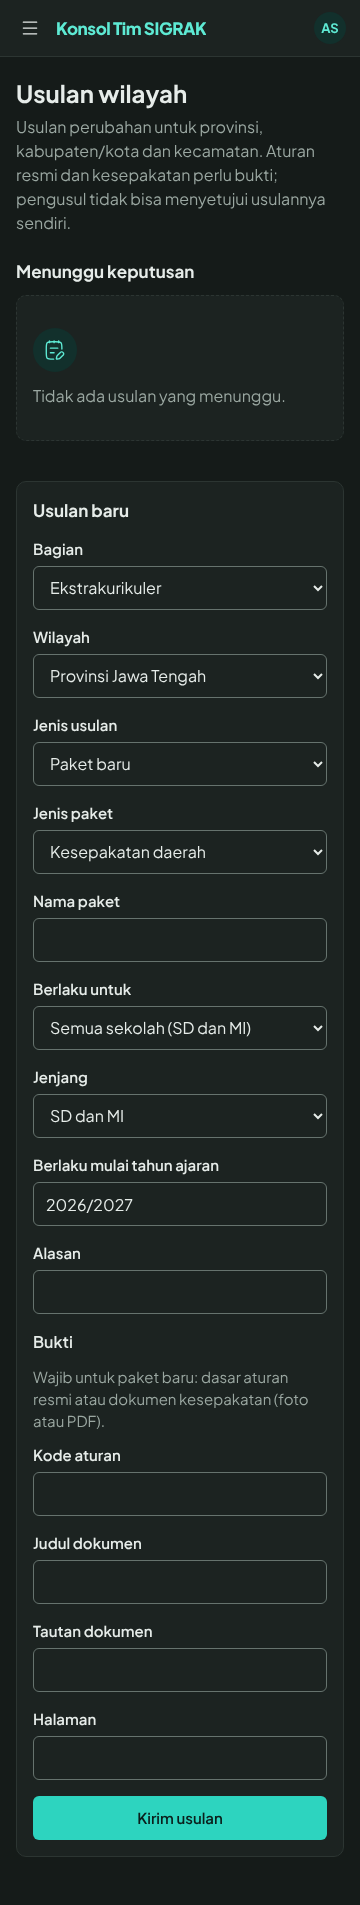 Konsol Tim SIGRAK
AS
Usulan wilayah
Usulan perubahan untuk provinsi,
kabupaten/kota dan kecamatan. Aturan
resmi dan kesepakatan perlu bukti;
pengusul tidak bisa menyetujui usulannya
sendiri.
Menunggu keputusan
Tidak ada usulan yang menunggu.
Usulan baru
Bagian
Ekstrakurikuler
Wilayah
Provinsi Jawa Tengah
Jenis usulan
Paket baru
Jenis paket
Kesepakatan daerah
Nama paket
Berlaku untuk
Semua sekolah (SD dan MI)
Jenjang
SD dan MI
Berlaku mulai tahun ajaran
2026/2027
Alasan
Bukti
Wajib untuk paket baru: dasar aturan
resmi atau dokumen kesepakatan (foto
atau PDF).
Kode aturan
Judul dokumen
Tautan dokumen
Halaman
Kirim usulan